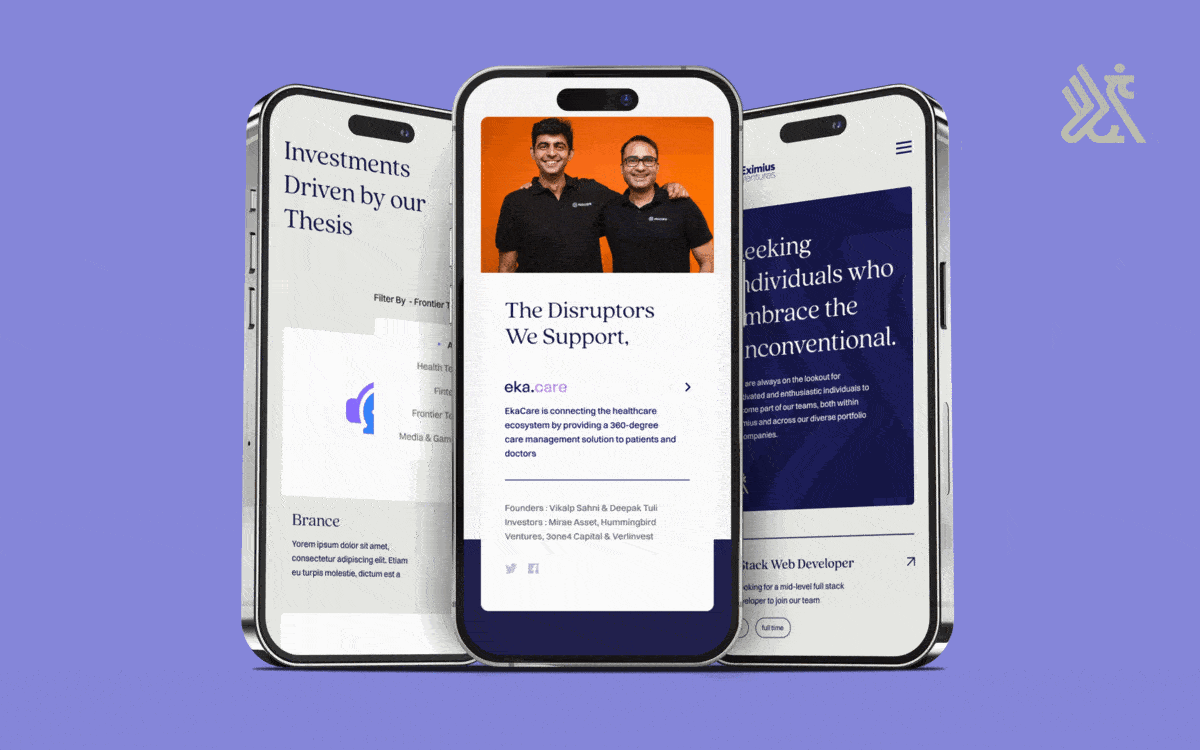 Investments
Driven by our
Thesis
Filter By - Frontier T
A
Health Te
Finte
Frontier Te
Media & Gam
Brance
Yorem ipsum dolor sit amet,
consectetur adipiscing elit. Etiam
eu turpis molestie, dictum est a
The Disruptors
We Support,
eka.care
EkaCare is connecting the healthcare
ecosystem by providing a 360-degree
care management solution to patients and
doctors
Founders : Vikalp Sahni & Deepak Tuli
Investors : Mirae Asset, Hummingbird
Ventures, 3one4 Capital & Verlinvest
Eximius
ventures
eeking
ndividuals who
mbrace the
nconventional.
are always on the lookout for
tivated and enthusiastic individuals to
ome part of our teams, both within
mius and across our diverse portfolio
ompanies.
Stack Web Developer
oking for a mid-level full stack
veloper to join our team
full time